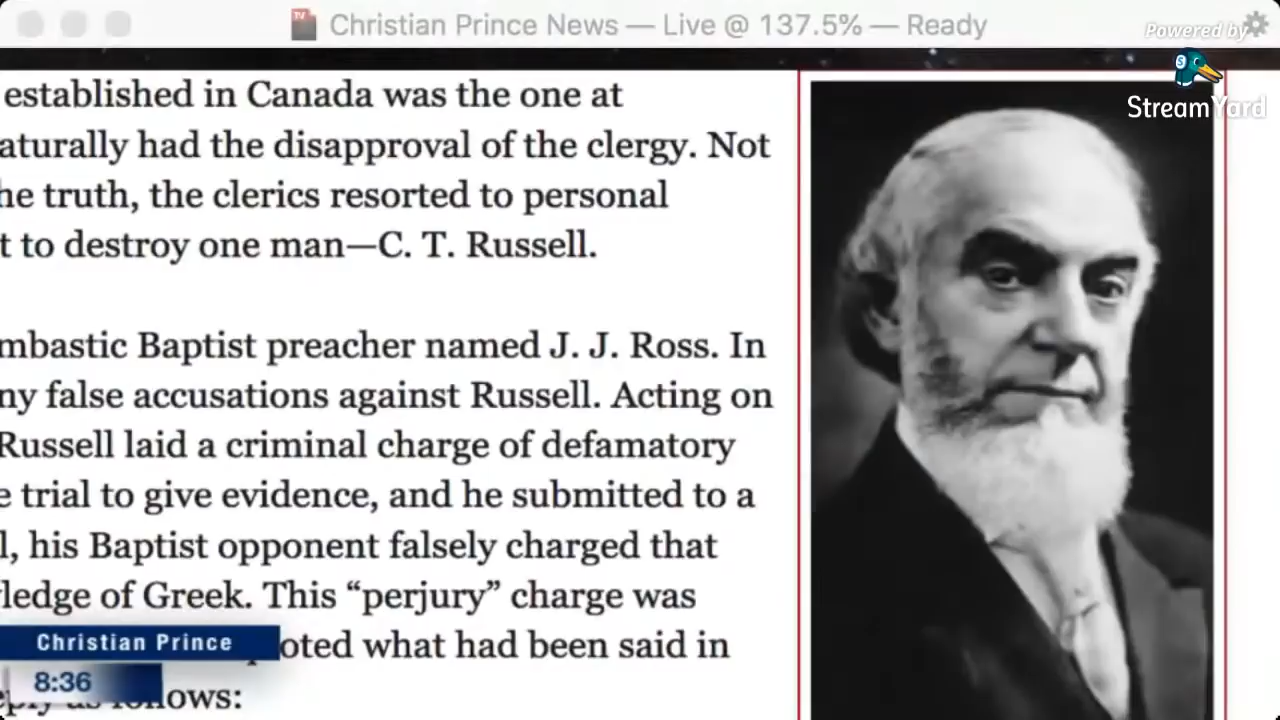 Christian Prince News — Live @ 137.5% — Ready
Powered by
StreamYard
established in Canada was the one at
aturally had the disapproval of the clergy. Not
he truth, the clerics resorted to personal
t to destroy one man—C. T. Russell.
mbastic Baptist preacher named J. J. Ross. In
ny false accusations against Russell. Acting on
Russell laid a criminal charge of defamatory
e trial to give evidence, and he submitted to a
l, his Baptist opponent falsely charged that
ledge of Greek. This “perjury” charge was
oted what had been said in
ows:
Christian Prince
8:36